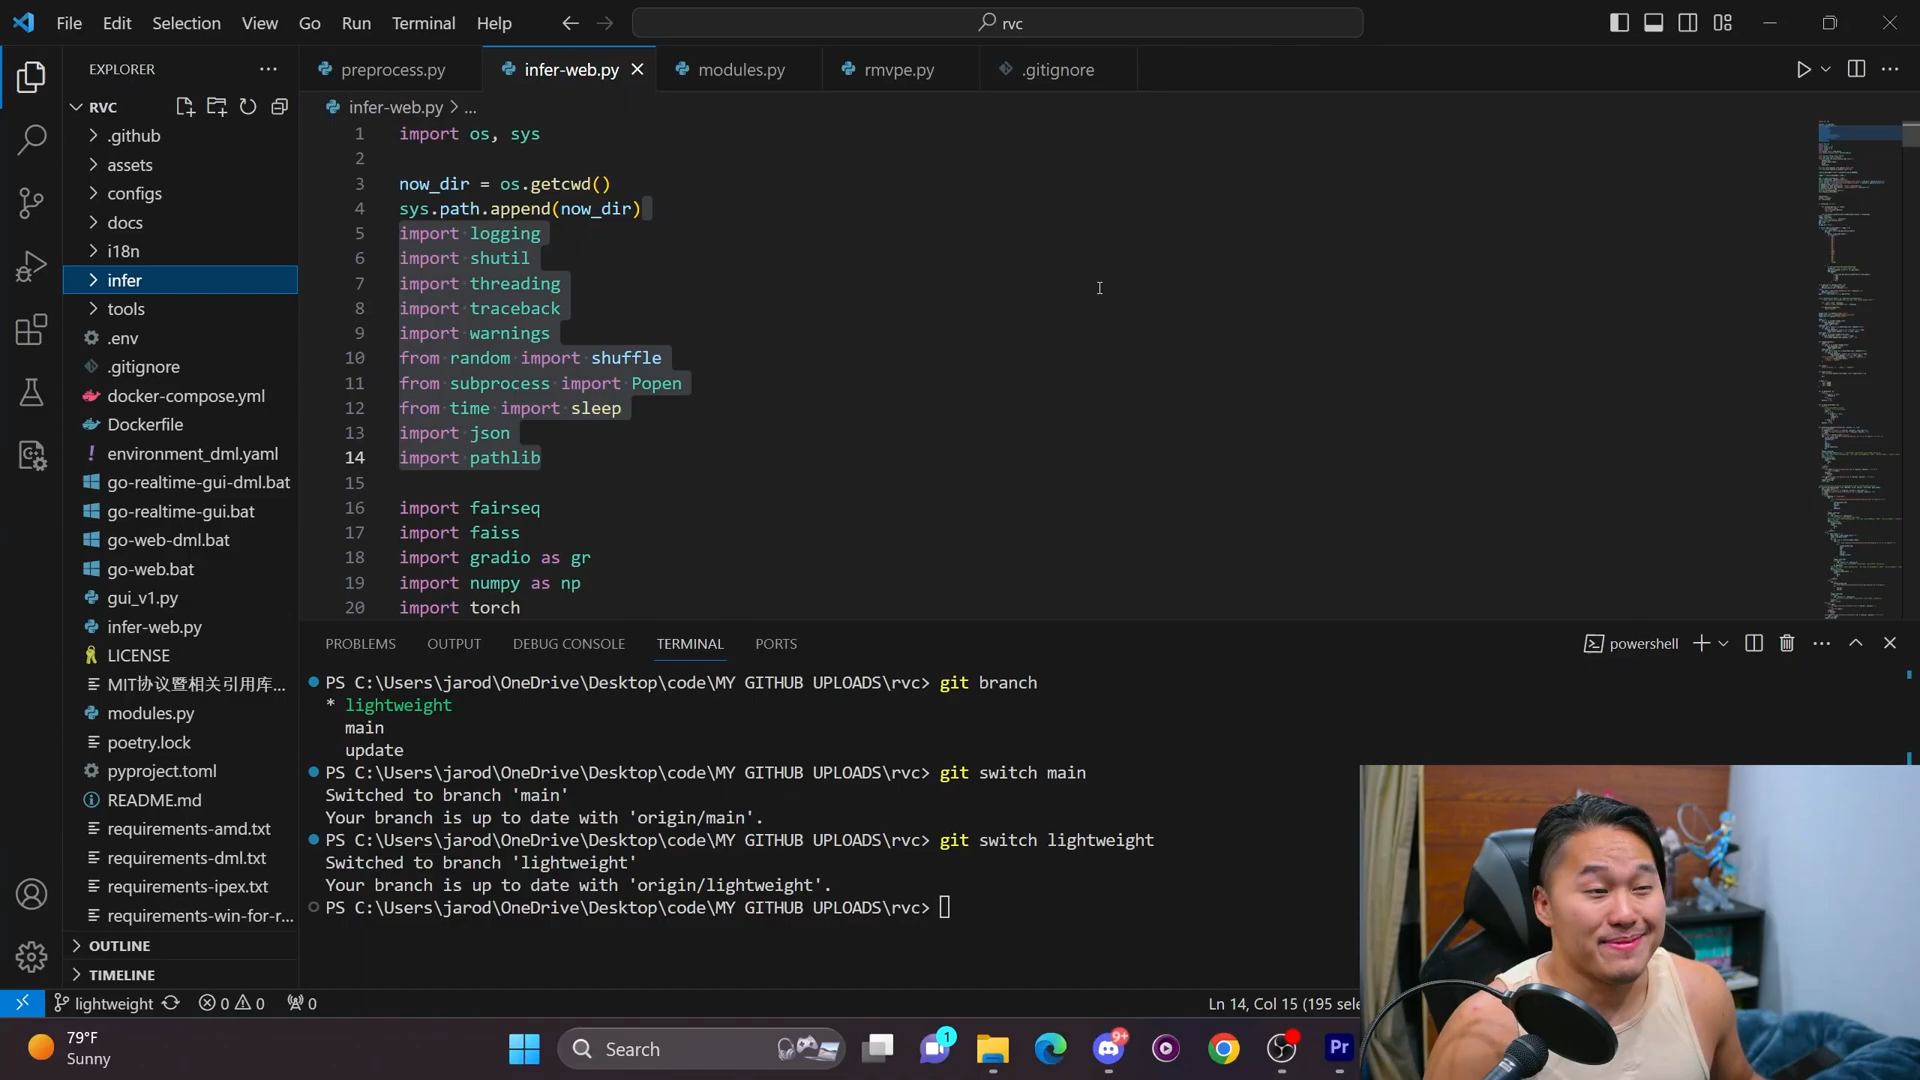 File Edit Selection View Go Run Terminal Help
rvc
EXPLORER
RVC
.github
assets
configs
docs
i18n
infer
tools
.env
.gitignore
docker-compose.yml
Dockerfile
environment_dml.yaml
go-realtime-gui-dml.bat
go-realtime-gui.bat
go-web-dml.bat
go-web.bat
gui_v1.py
infer-web.py
LICENSE
MIT协议暨相关引用库...
modules.py
poetry.lock
pyproject.toml
README.md
requirements-amd.txt
requirements-dml.txt
requirements-ipex.txt
requirements-win-for-r...
OUTLINE
TIMELINE
preprocess.py infer-web.py modules.py rmvpe.py .gitignore
infer-web.py > ...
1 import os, sys
2
3 now_dir = os.getcwd()
4 sys.path.append(now_dir)
5 import logging
6 import shutil
7 import threading
8 import traceback
9 import warnings
10 from random import shuffle
11 from subprocess import Popen
12 from time import sleep
13 import json
14 import pathlib
15
16 import fairseq
17 import faiss
18 import gradio as gr
19 import numpy as np
20 import torch
PROBLEMS OUTPUT DEBUG CONSOLE TERMINAL PORTS
powershell
PS C:\Users\jarod\OneDrive\Desktop\code\MY GITHUB UPLOADS\rvc> git branch
* lightweight
main
update
PS C:\Users\jarod\OneDrive\Desktop\code\MY GITHUB UPLOADS\rvc> git switch main
Switched to branch 'main'
Your branch is up to date with 'origin/main'.
PS C:\Users\jarod\OneDrive\Desktop\code\MY GITHUB UPLOADS\rvc> git switch lightweight
Switched to branch 'lightweight'
Your branch is up to date with 'origin/lightweight'.
PS C:\Users\jarod\OneDrive\Desktop\code\MY GITHUB UPLOADS\rvc>
lightweight 0 0 0
Ln 14, Col 15 (195 sele
79°F
Sunny
Search
1
9+
Pr